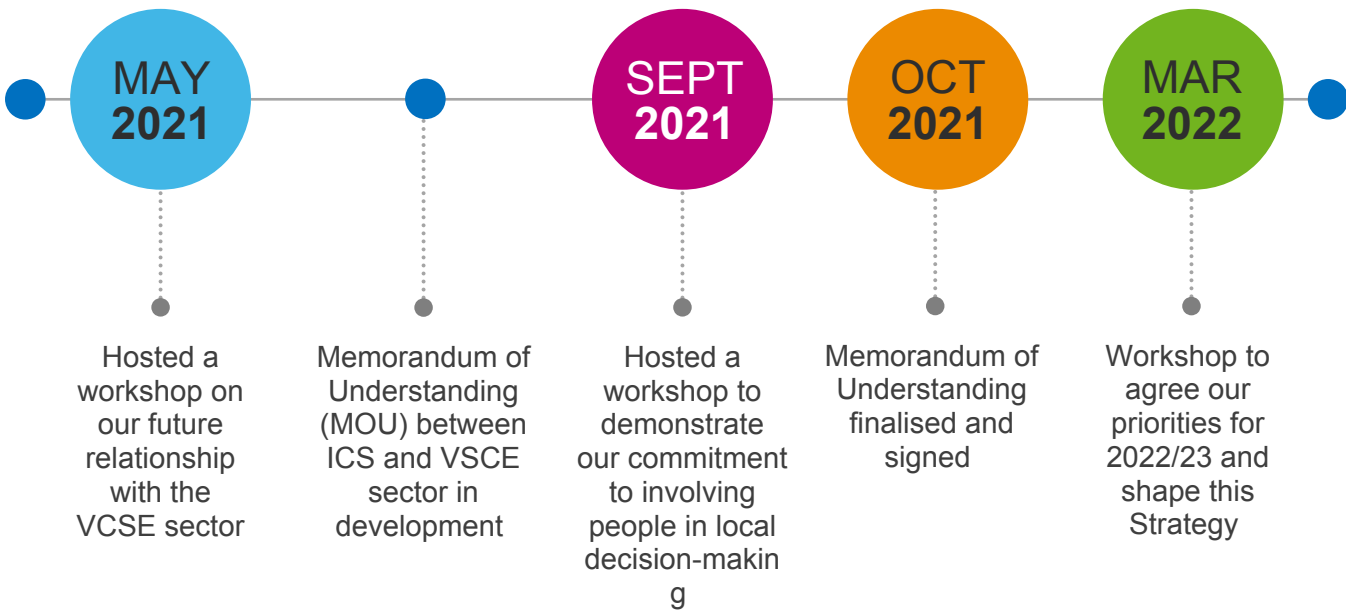 MAY
2021
SEPT
2021
OCT
2021
MAR
2022
Hosted a
workshop on
our future
relationship
with the
VCSE sector
Memorandum of
Understanding
(MOU) between
ICS and VSCE
sector in
development
Hosted a
workshop to
demonstrate
our commitment
to involving
people in local
decision-makin
g
Memorandum of
Understanding
finalised and
signed
Workshop to
agree our
priorities for
2022/23 and
shape this
Strategy